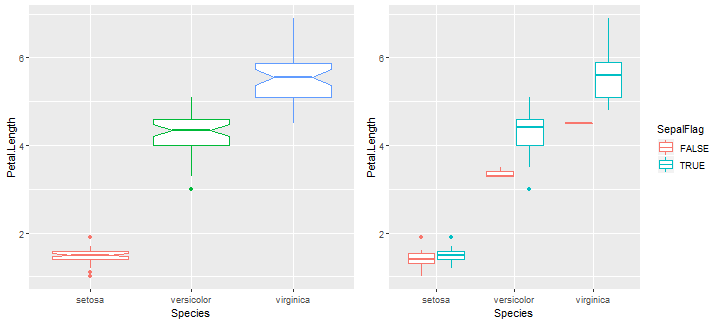 Petal.Length
6
4
2
setosa versicolor virginica
Species
Petal.Length
6
4
2
setosa versicolor virginica
Species
SepalFlag
FALSE
TRUE